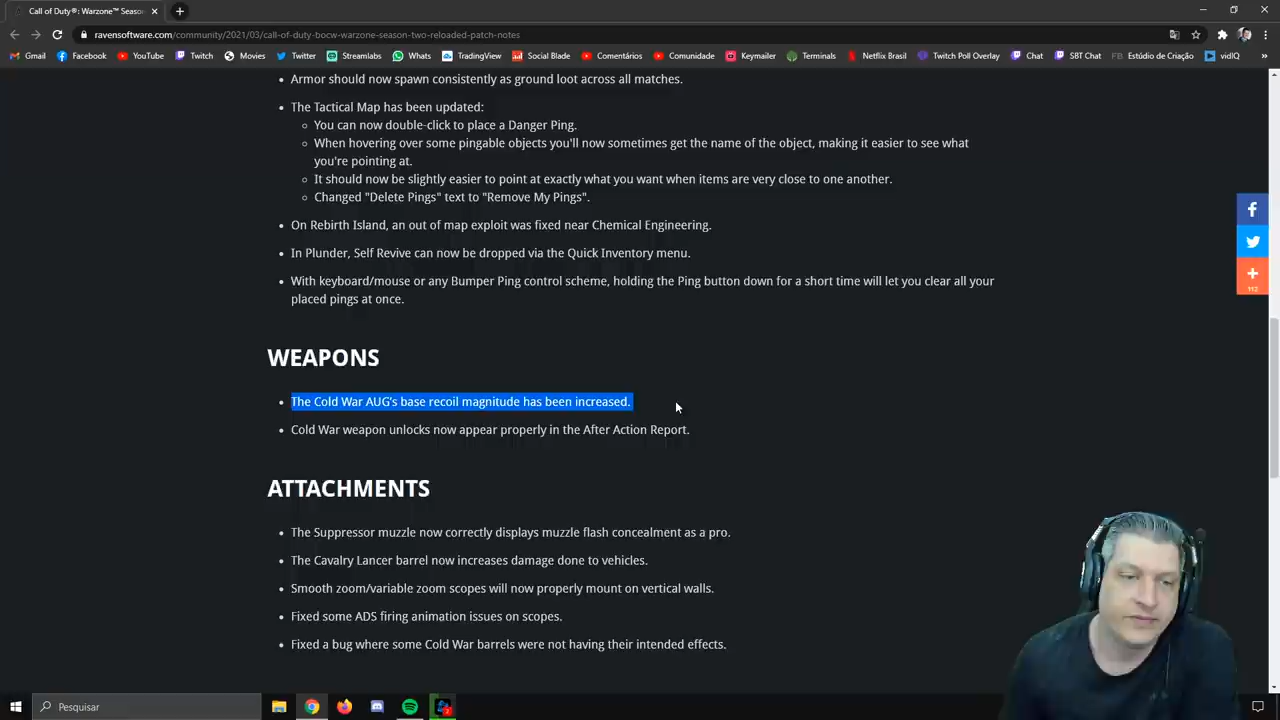 Call of Duty®: Warzone™ Seaso
ravensoftware.com/community/2021/03/call-of-duty-bocw-warzone-season-two-reloaded-patch-notes
Gmail Facebook YouTube Twitch Movies Twitch Streamlabs Whats TradingView Social Blade Comentários Comunidade Keymailer Terminals Netflix Brasil Twitch Poll Overlay Chat SBT Chat Estúdio de Criação vidIQ
Armor should now spawn consistently as ground loot across all matches.
The Tactical Map has been updated:
You can now double-click to place a Danger Ping.
When hovering over some pingable objects you'll now sometimes get the name of the object, making it easier to see what
you're pointing at.
It should now be slightly easier to point at exactly what you want when items are very close to one another.
Changed "Delete Pings" text to "Remove My Pings".
On Rebirth Island, an out of map exploit was fixed near Chemical Engineering.
In Plunder, Self Revive can now be dropped via the Quick Inventory menu.
With keyboard/mouse or any Bumper Ping control scheme, holding the Ping button down for a short time will let you clear all your
placed pings at once.
WEAPONS
The Cold War AUG's base recoil magnitude has been increased.
Cold War weapon unlocks now appear properly in the After Action Report.
ATTACHMENTS
The Suppressor muzzle now correctly displays muzzle flash concealment as a pro.
The Cavalry Lancer barrel now increases damage done to vehicles.
Smooth zoom/variable zoom scopes will now properly mount on vertical walls.
Fixed some ADS firing animation issues on scopes.
Fixed a bug where some Cold War barrels were not having their intended effects.
Pesquisar